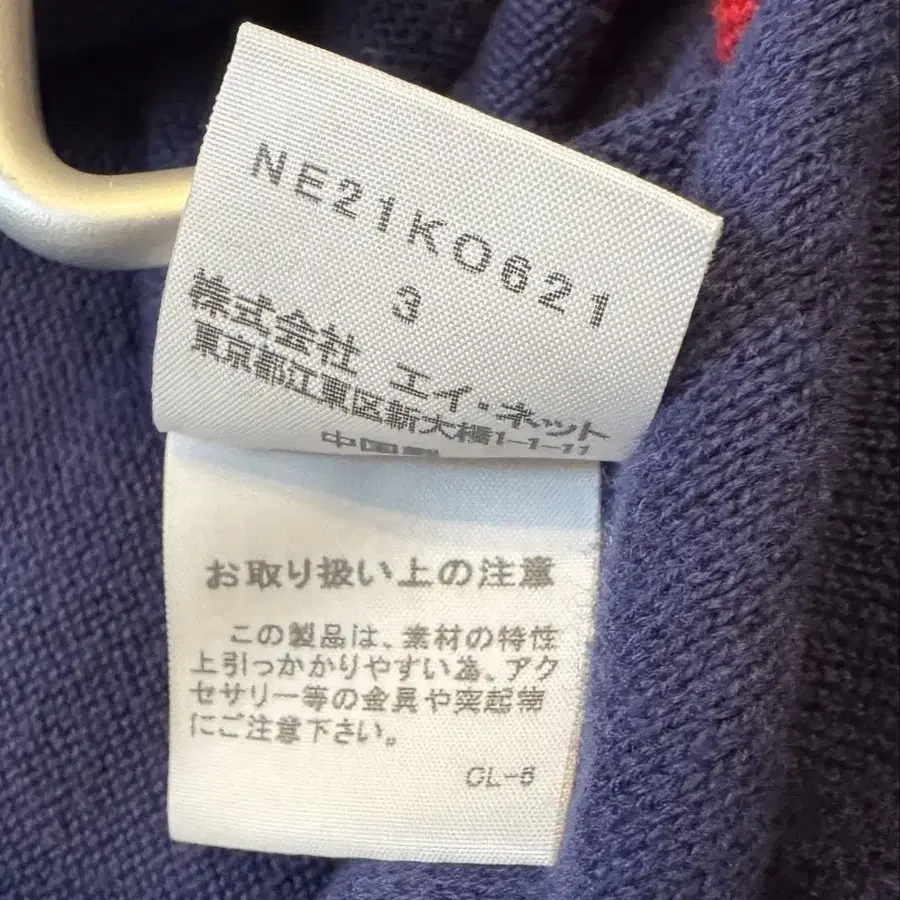 NE21KO621
3
株式会社 エイ・ネット
東京都江東区新大橋1-1-11
中国製
お取り扱い上の注意
この製品は、素材の特性
上引っかかりやすい為、アク
セサリー等の金具や突起物
にご注意下さい。
CL-6